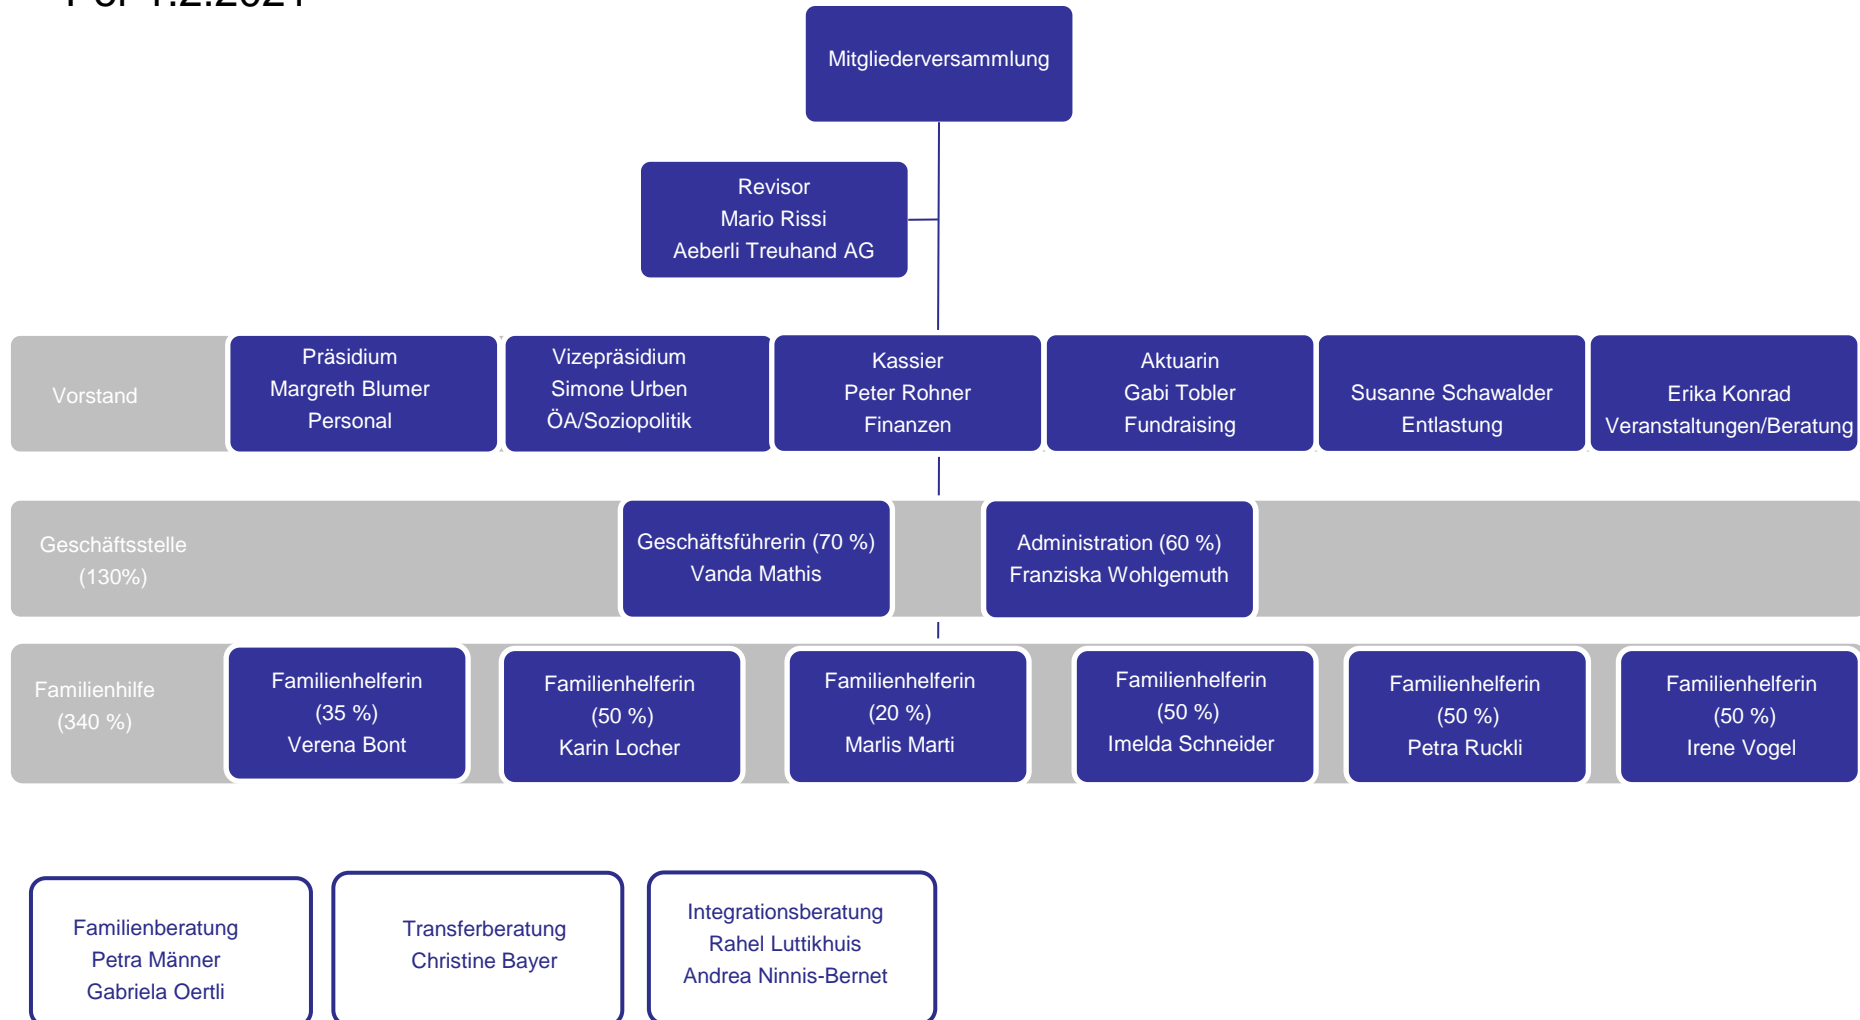 Per 1.2.2021
Mitgliederversammlung
Revisor
Mario Rissi
Aeberli Treuhand AG
Vorstand
Präsidium
Margreth Blumer
Personal
Vizepräsidium
Simone Urben
ÖA/Soziopolitik
Kassier
Peter Rohner
Finanzen
Aktuarin
Gabi Tobler
Fundraising
Susanne Schawalder
Entlastung
Erika Konrad
Veranstaltungen/Beratung
Geschäftsstelle
(130%)
Geschäftsführerin (70 %)
Vanda Mathis
Administration (60 %)
Franziska Wohlgemuth
Familienhilfe
(340 %)
Familienhelferin
(35 %)
Verena Bont
Familienhelferin
(50 %)
Karin Locher
Familienhelferin
(20 %)
Marlis Marti
Familienhelferin
(50 %)
Imelda Schneider
Familienhelferin
(50 %)
Petra Ruckli
Familienhelferin
(50 %)
Irene Vogel
Familienberatung
Petra Männer
Gabriela Oertli
Transferberatung
Christine Bayer
Integrationsberatung
Rahel Luttikhuis
Andrea Ninnis-Bernet